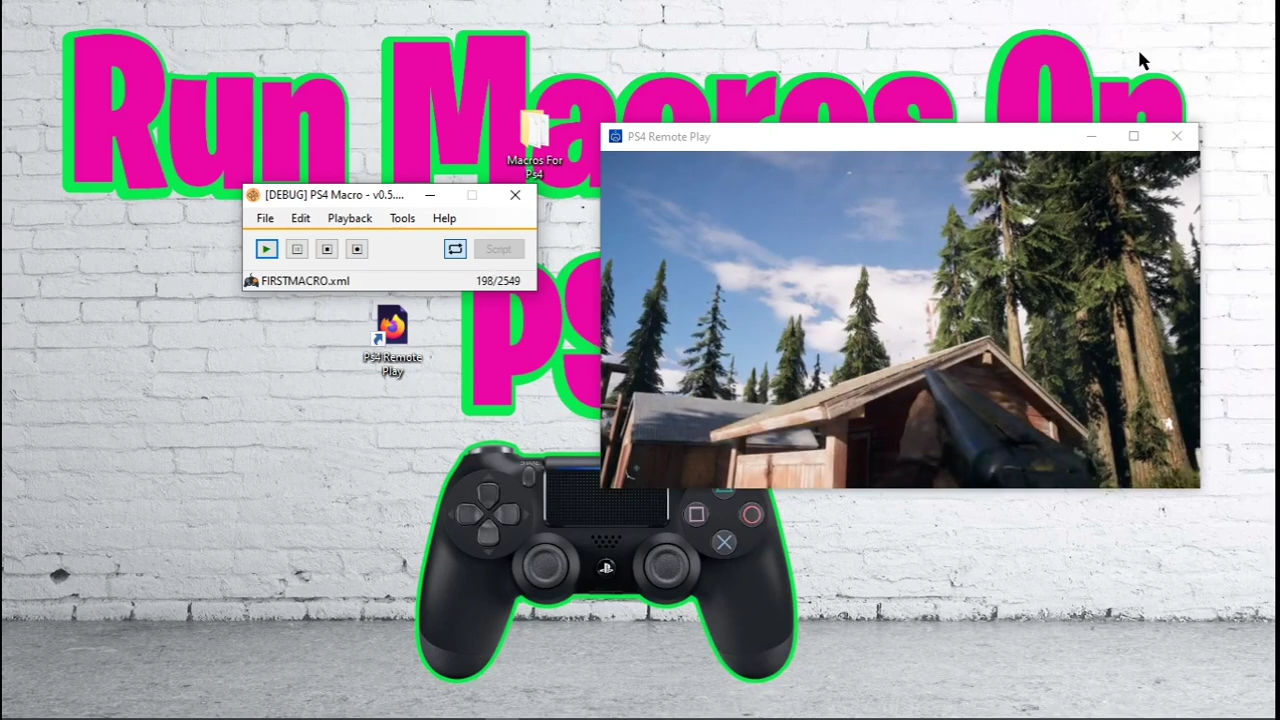 Run Macros On
PS4 Remote Play
Macros For
Ps4
[DEBUG] PS4 Macro - v0.5....
File Edit Playback Tools Help
Script
FIRSTMACRO.xml 198/2549
Ps4 Remote
Play